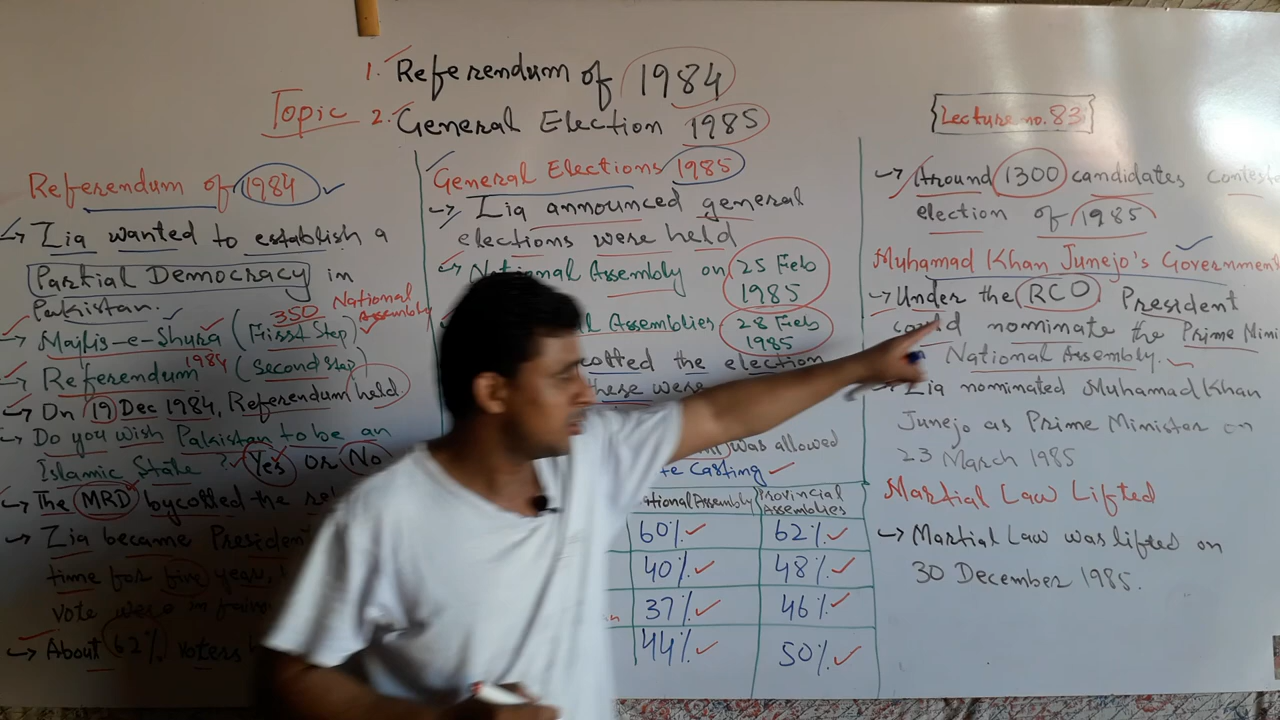 1. Referendum of 1984
Topic 2. General Election 1985
Lecture no. 83
Referendum of 1984
Zia wanted to establish a
Partial Democracy in
Pakistan.
350 National Assembly
Majlis-e-Shura (First Step)
Referendum 1984 (Second step)
On 19 Dec 1984, Referendum held
Do you wish Pakistan to be an
Islamic State? Yes or No
The MRD bycotted the
Zia became President
time for five year,
vote were in
About 62% voters
General Elections 1985
Zia announced general
elections were held
National Assembly on 25 Feb
1985
Assemblies 28 Feb
1985
the election
these were
was allowed
te Casting
National Assembly Provincial Assemblies
60% 62%
40% 48%
37% 46%
44% 50%
Around 1300 candidates
election of 1985
Muhamad Khan Junejo's Government
Under the RCO President
could nominate the Prime
National Assembly.
Zia nominated Muhamad Khan
Junejo as Prime Minister on
23 March 1985
Martial Law Lifted
Martial Law was lifted on
30 December 1985.